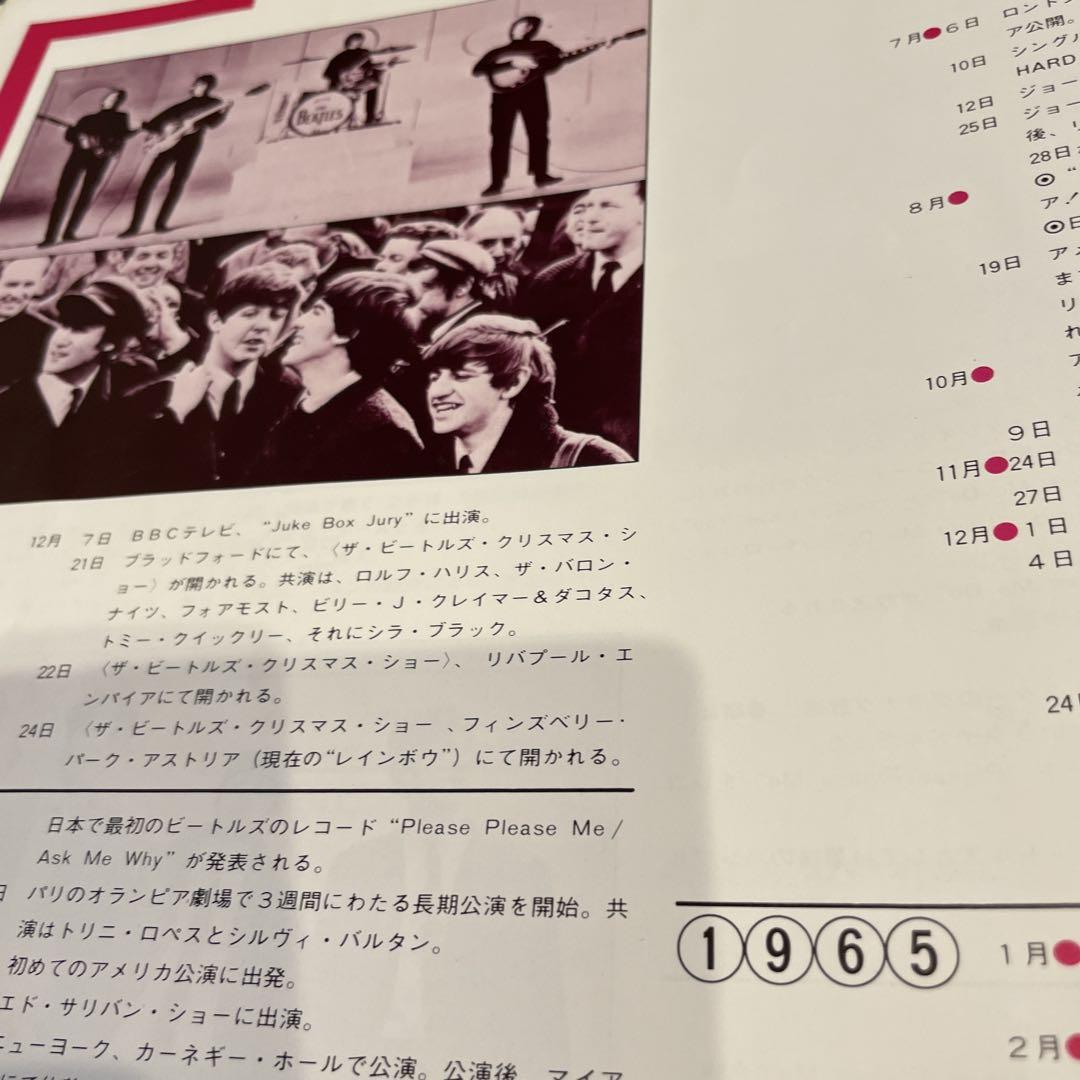 BEATLES
12月 7日 BBCテレビ、“Juke Box Jury”に出演。
21日 ブラッドフォードにて、〈ザ・ビートルズ・クリスマス・シ
ョー〉が開かれる。共演は、ロルフ・ハリス、ザ・バロン・
ナイツ、フォアモスト、ビリー・J・クレイマー&ダコタス、
トミー・クイックリー、それにシラ・ブラック。
22日 〈ザ・ビートルズ・クリスマス・ショー〉、リバプール・エ
ンパイアにて開かれる。
24日 〈ザ・ビートルズ・クリスマス・ショー 、フィンズベリー・
パーク・アストリア(現在の“レインボウ”)にて開かれる。
日本で最初のビートルズのレコード“Please Please Me/
Ask Me Why”が発表される。
日 パリのオランピア劇場で3週間にわたる長期公演を開始。共
演はトリニ・ロペスとシルヴィ・バルタン。
初めてのアメリカ公演に出発。
エド・サリバン・ショーに出演。
ニューヨーク、カーネギー・ホールで公演。公演後、マイア
7月●6日 ロンドン
ア公開。
10日 シングル
HARD
12日 ジョー
25日 ジョー
後、リ
28日
◉“
8月●
ア!
◉日
19日 アメ
ま
リ
れ
ア
10月●
9日
11月●24日
27日
12月●1日
4日
24日
1965 1月●
2月●